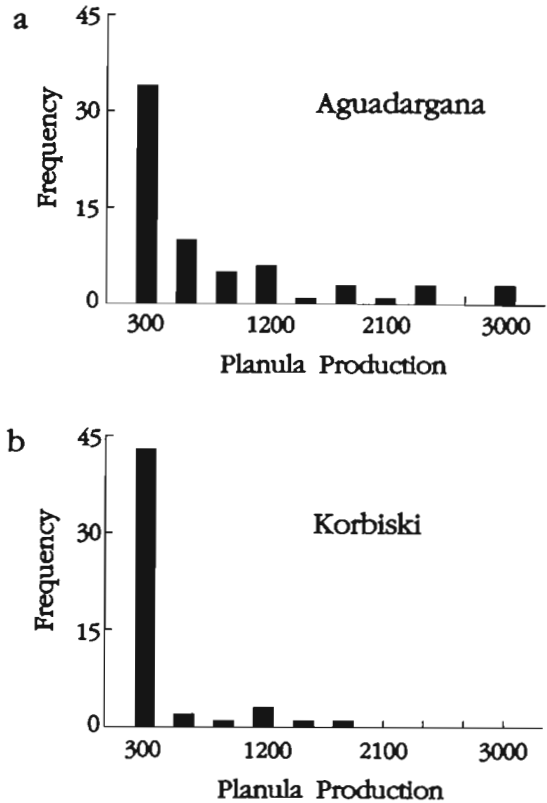 a
45
30
15
0
Frequency
Aguadargana
300 1200 2100 3000
Planula Production
b
45
30
15
0
Frequency
Korbiski
300 1200 2100 3000
Planula Production